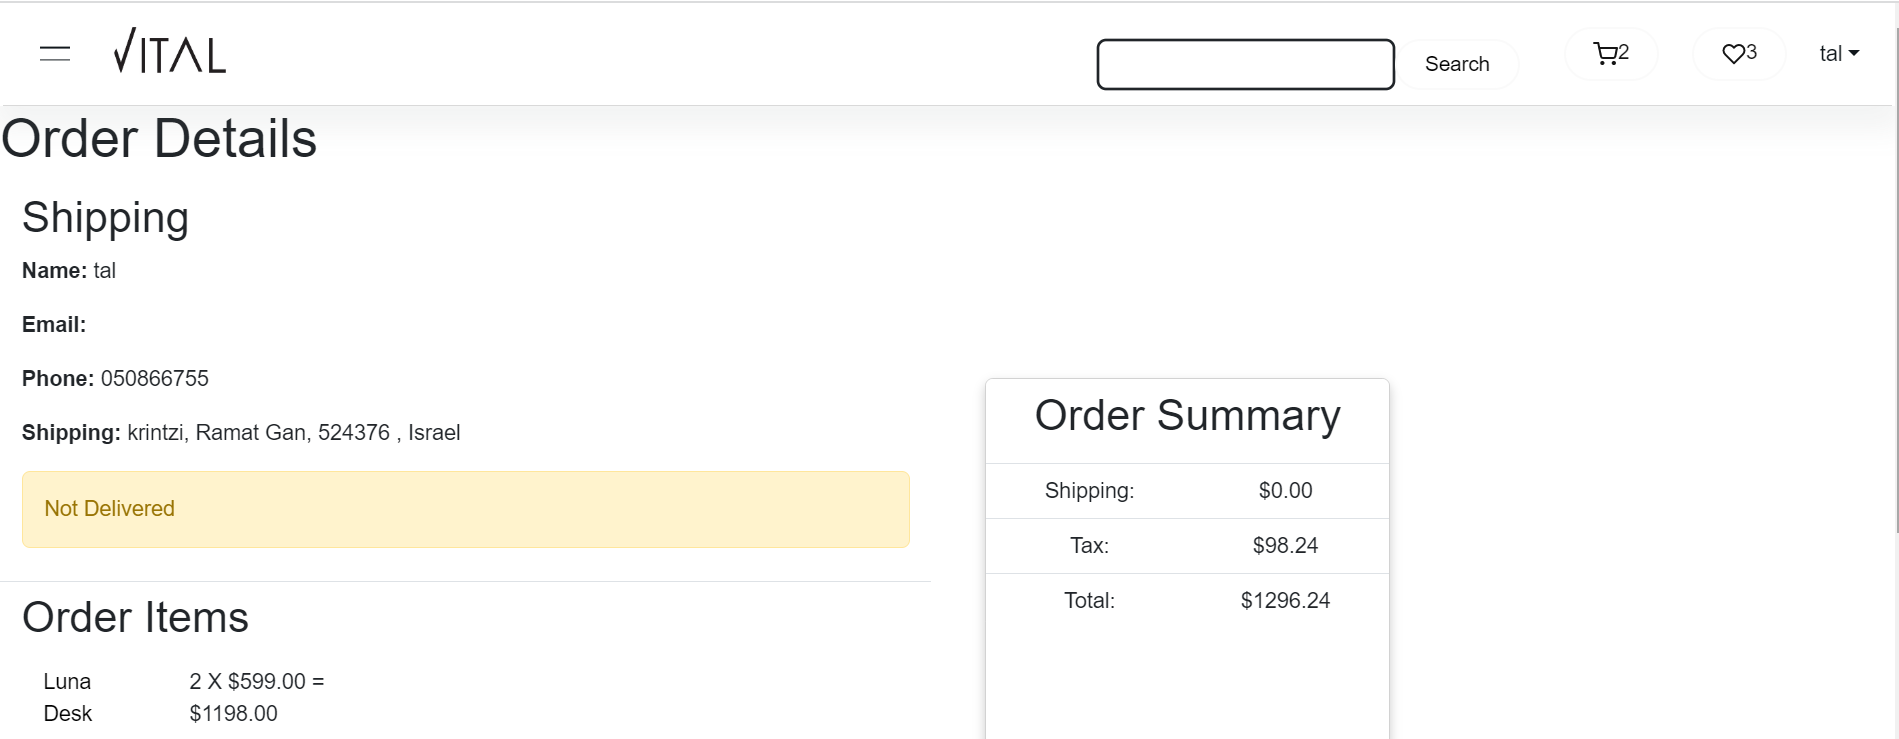 VITAL
Search
2
3
tal
Order Details
Shipping
Name: tal
Email:
Phone: 050866755
Shipping: krintzi, Ramat Gan, 524376 , Israel
Not Delivered
Order Items
Luna Desk
2 X $599.00 =
$1198.00
Order Summary
Shipping: $0.00
Tax: $98.24
Total: $1296.24